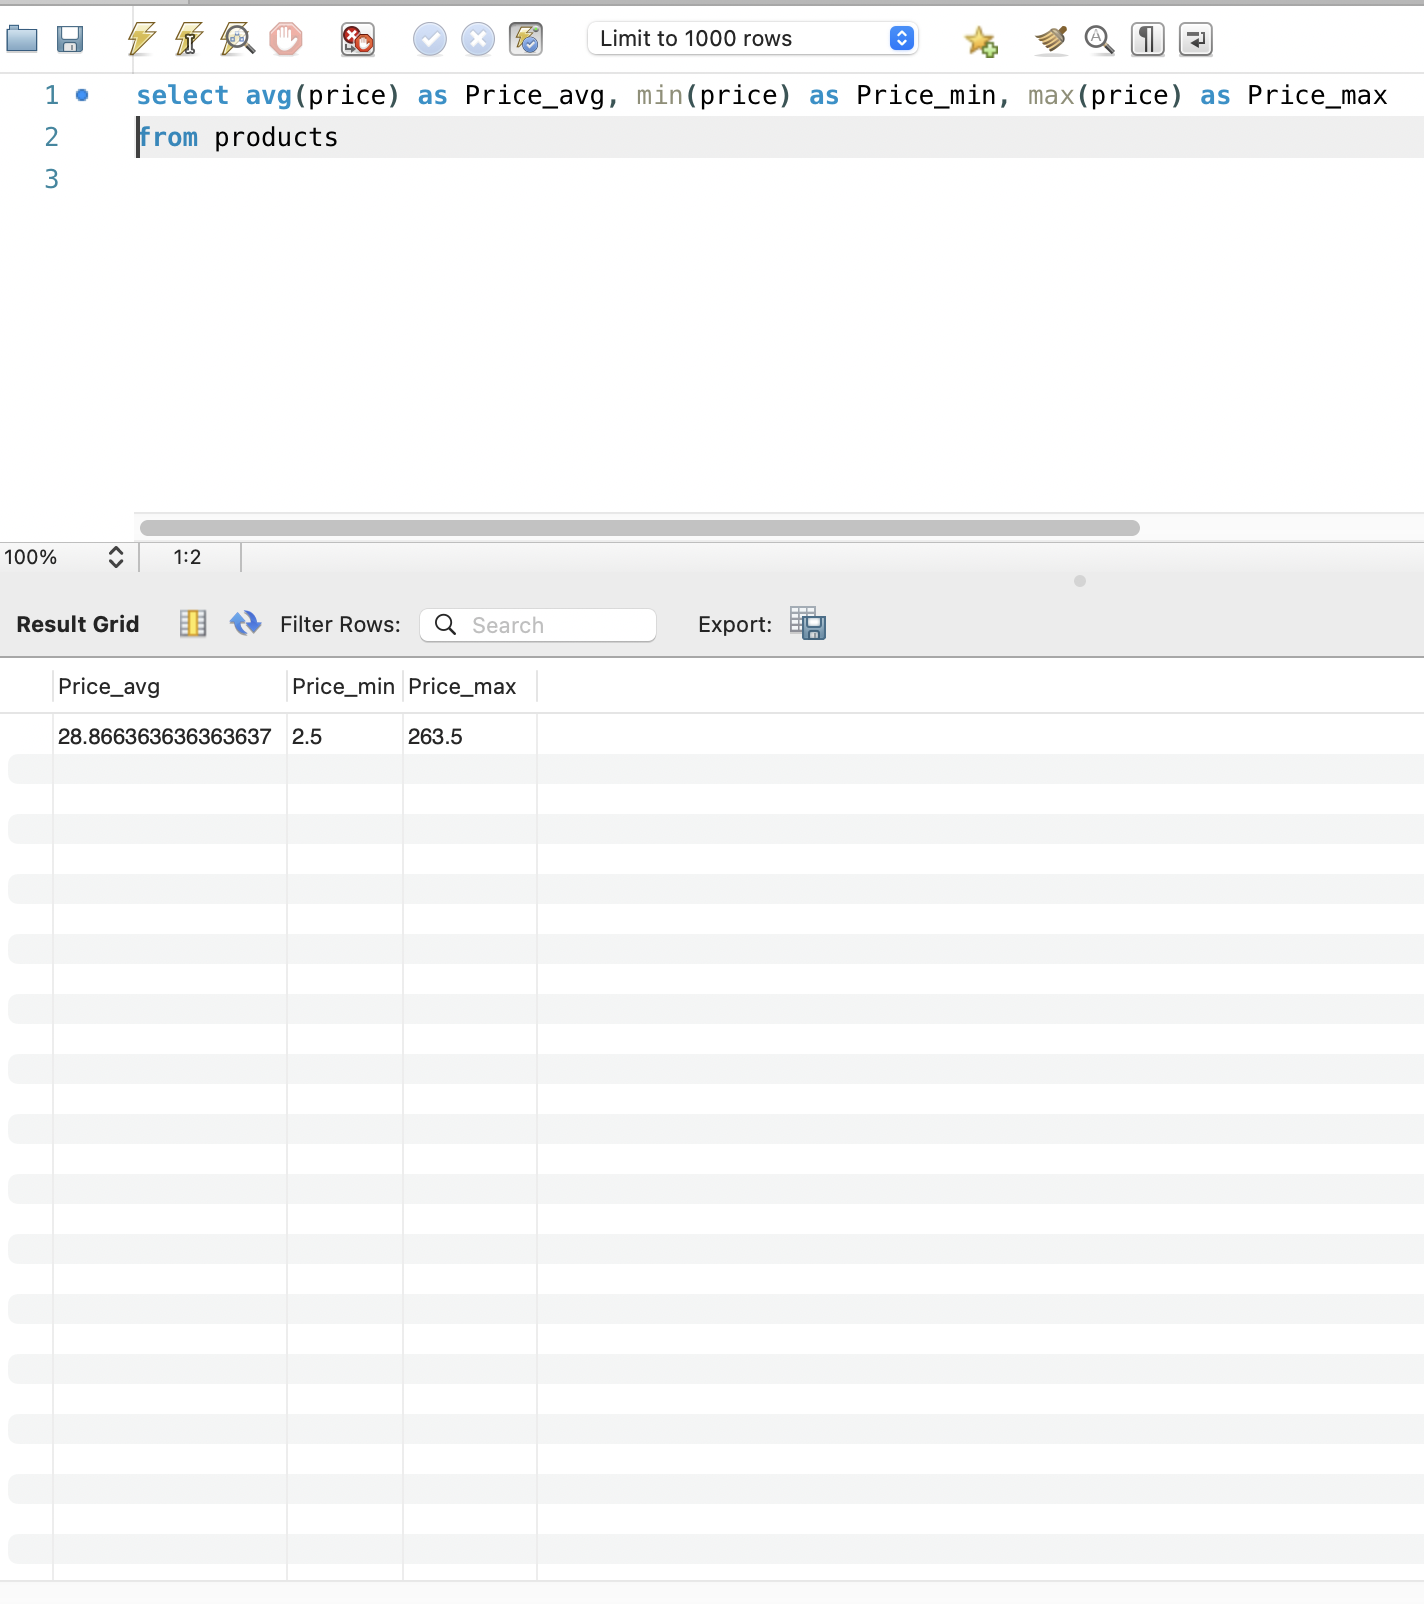 Limit to 1000 rows
1 select avg(price) as Price_avg, min(price) as Price_min, max(price) as Price_max
2 from products
3
100% 1:2
Result Grid Filter Rows: Search Export:
Price_avg Price_min Price_max
28.866363636363637 2.5 263.5